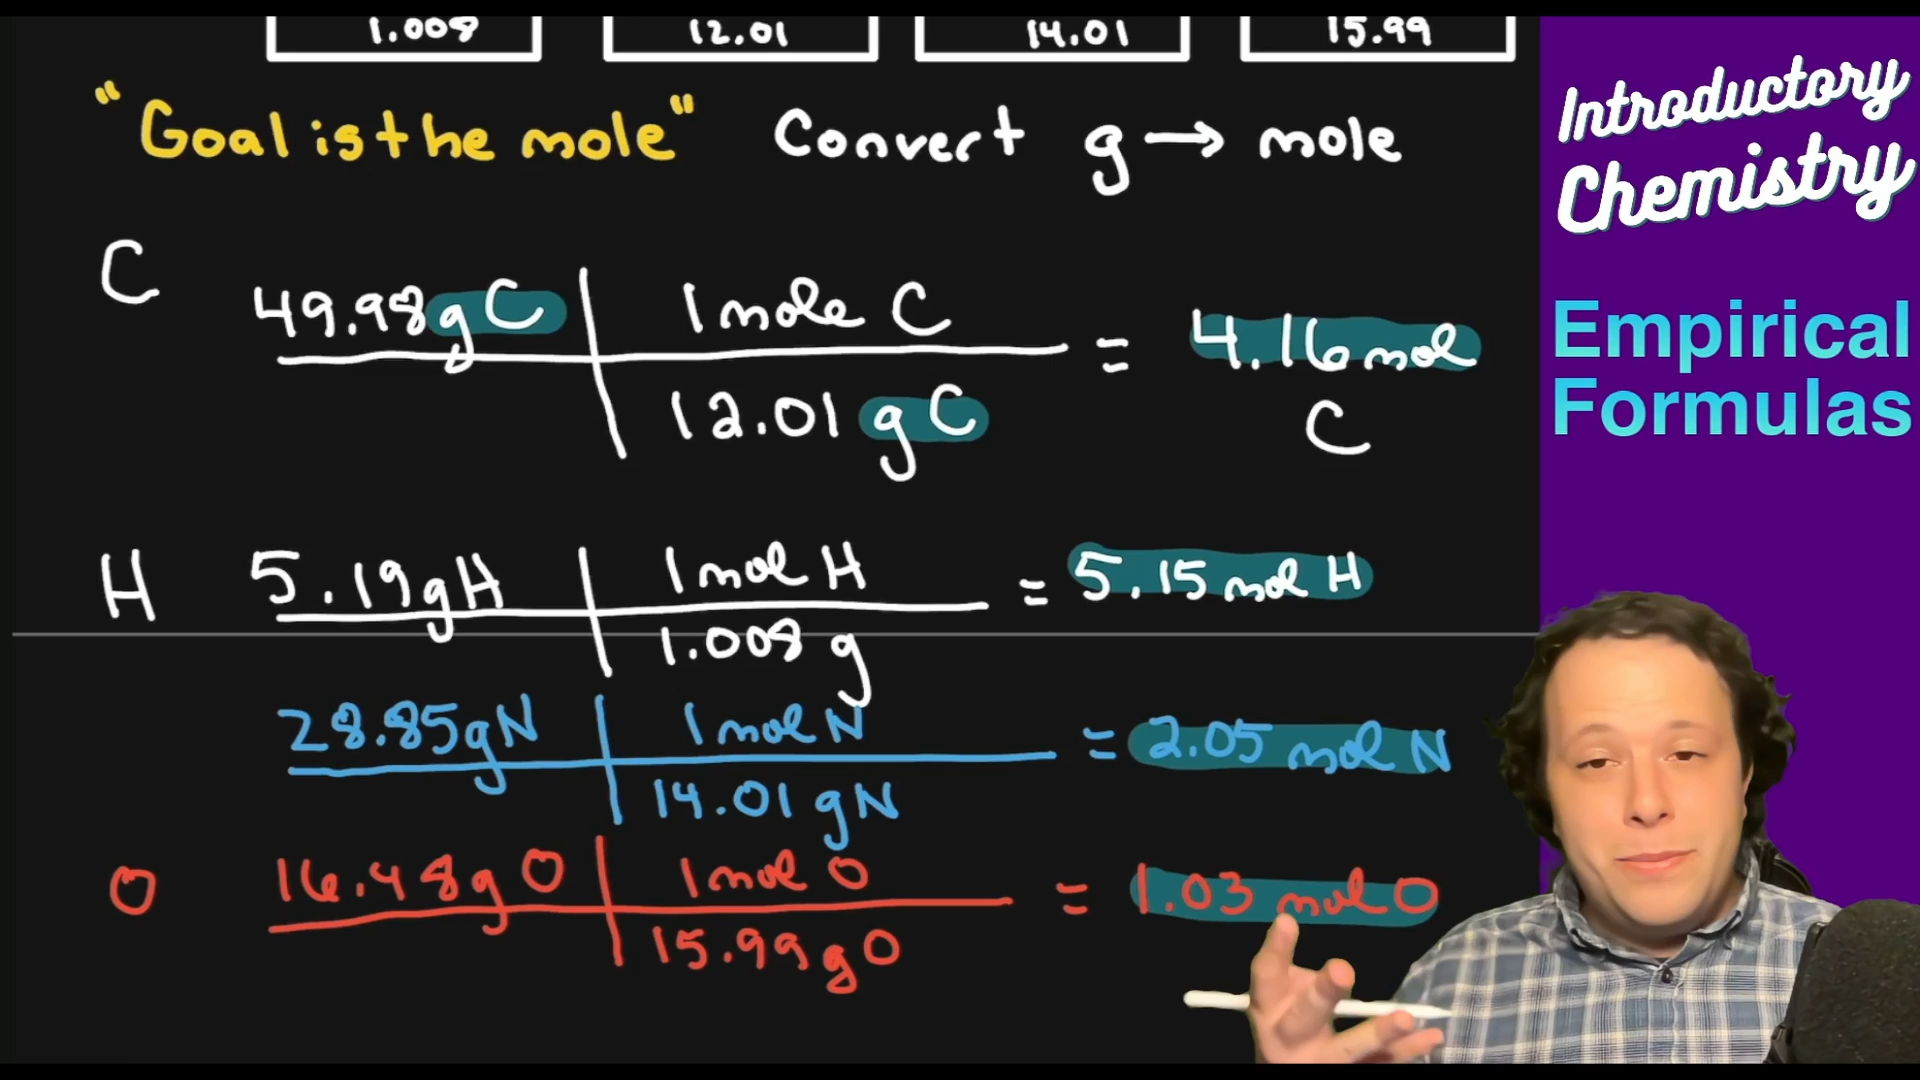 1.008 12.01 14.01 15.99
"Goal is the mole" Convert g → mole
C 49.98 g C 1 mole C = 4.16 mol
12.01 g C C
H 5.19 g H 1 mol H = 5.15 mol H
1.008 g
28.85 g N 1 mol N = 2.05 mol N
14.01 g N
O 16.48 g O 1 mol O = 1.03 mol O
15.99 g O
Introductory
Chemistry
Empirical
Formulas